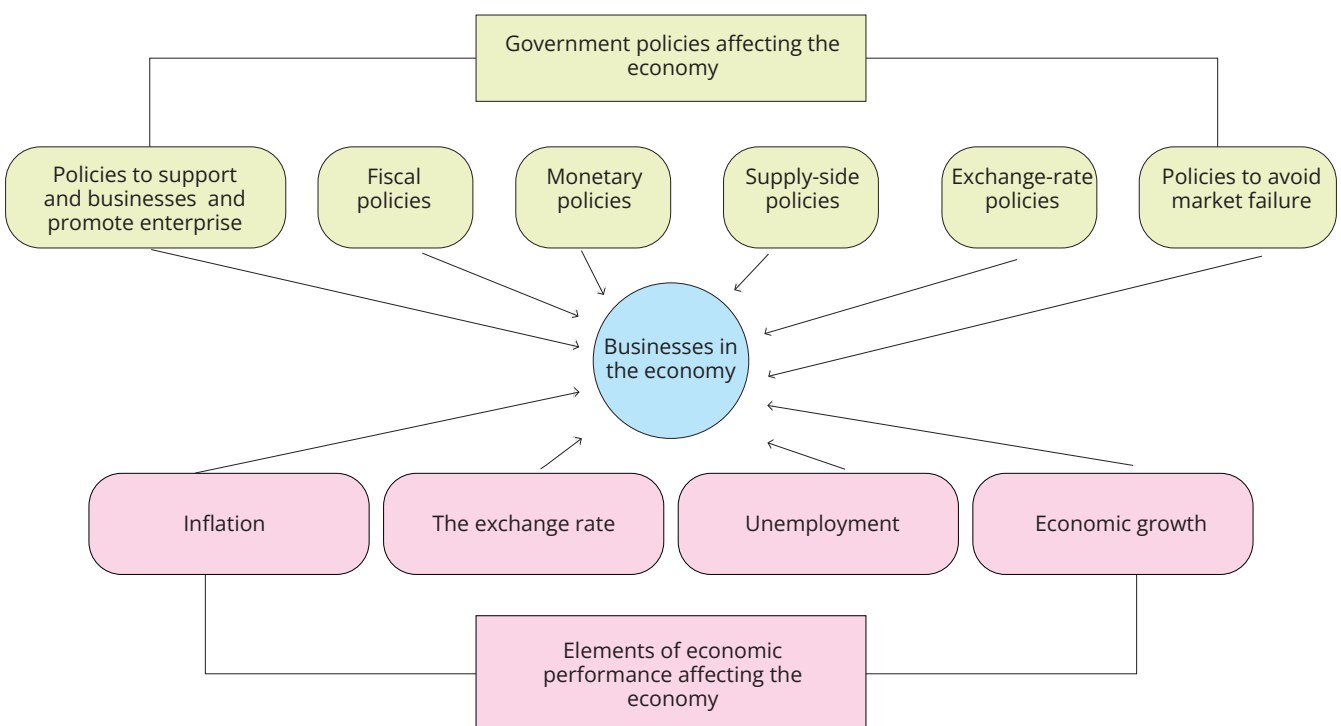 Government policies affecting the
economy
Policies to support
and businesses and
promote enterprise
Fiscal
policies
Monetary
policies
Supply-side
policies
Exchange-rate
policies
Policies to avoid
market failure
Businesses in
the economy
Inflation
The exchange rate
Unemployment
Economic growth
Elements of economic
performance affecting the
economy